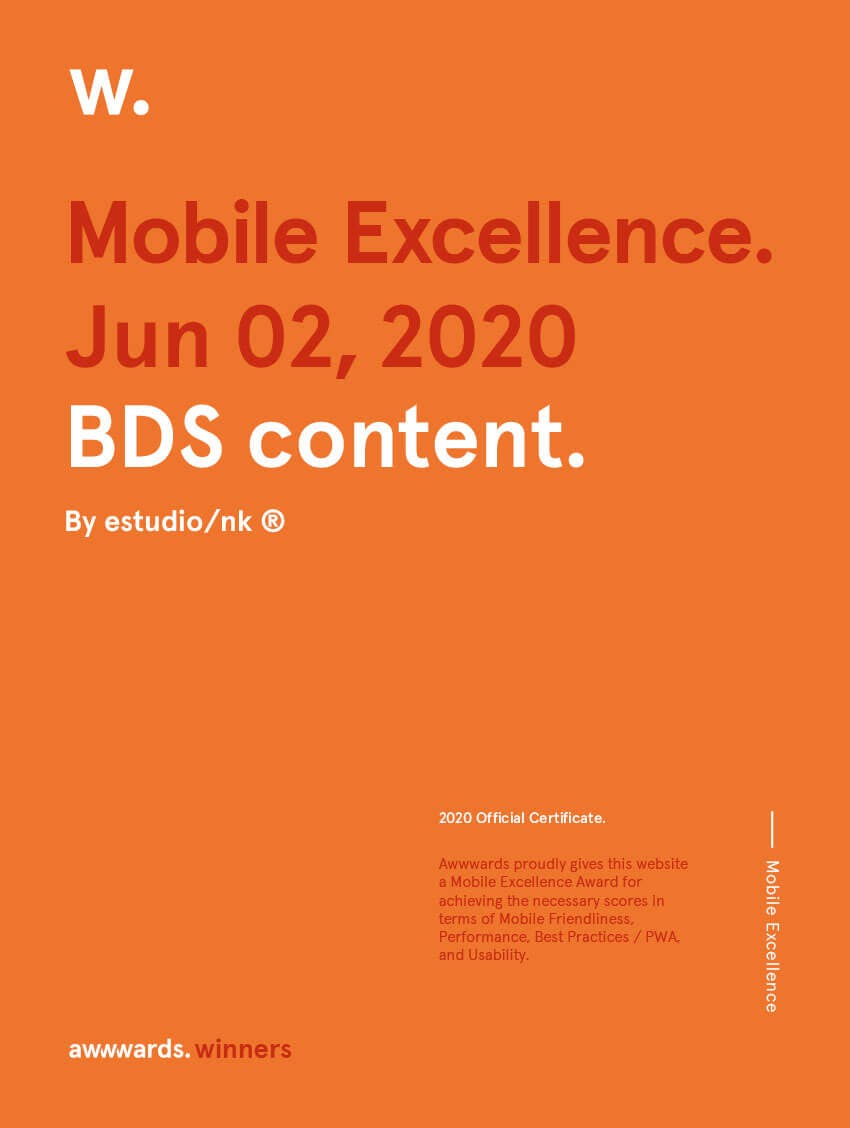 w.
Mobile Excellence.
Jun 02, 2020
BDS content.
By estudio/nk ®
2020 Official Certificate.
Awwwards proudly gives this website
a Mobile Excellence Award for
achieving the necessary scores in
terms of Mobile Friendliness,
Performance, Best Practices / PWA,
and Usability.
Mobile Excellence
awwwards. winners